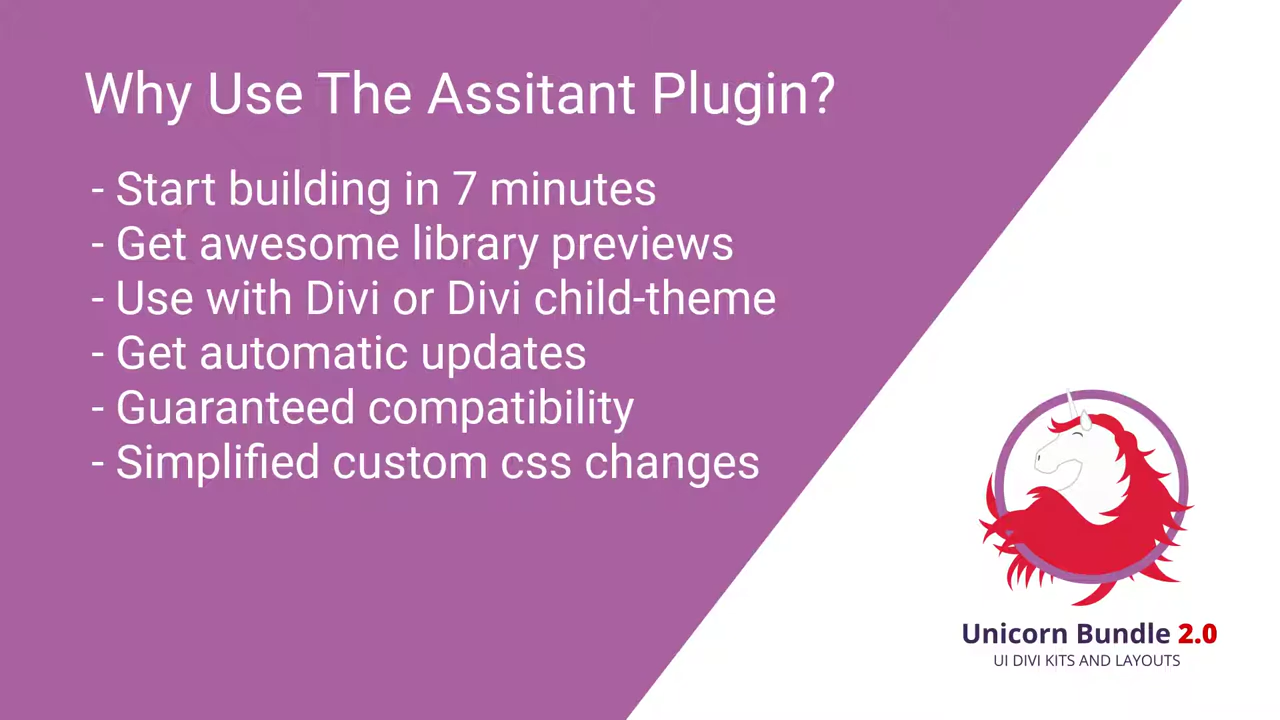 Why Use The Assitant Plugin?
- Start building in 7 minutes
- Get awesome library previews
- Use with Divi or Divi child-theme
- Get automatic updates
- Guaranteed compatibility
- Simplified custom css changes
Unicorn Bundle 2.0
UI DIVI KITS AND LAYOUTS